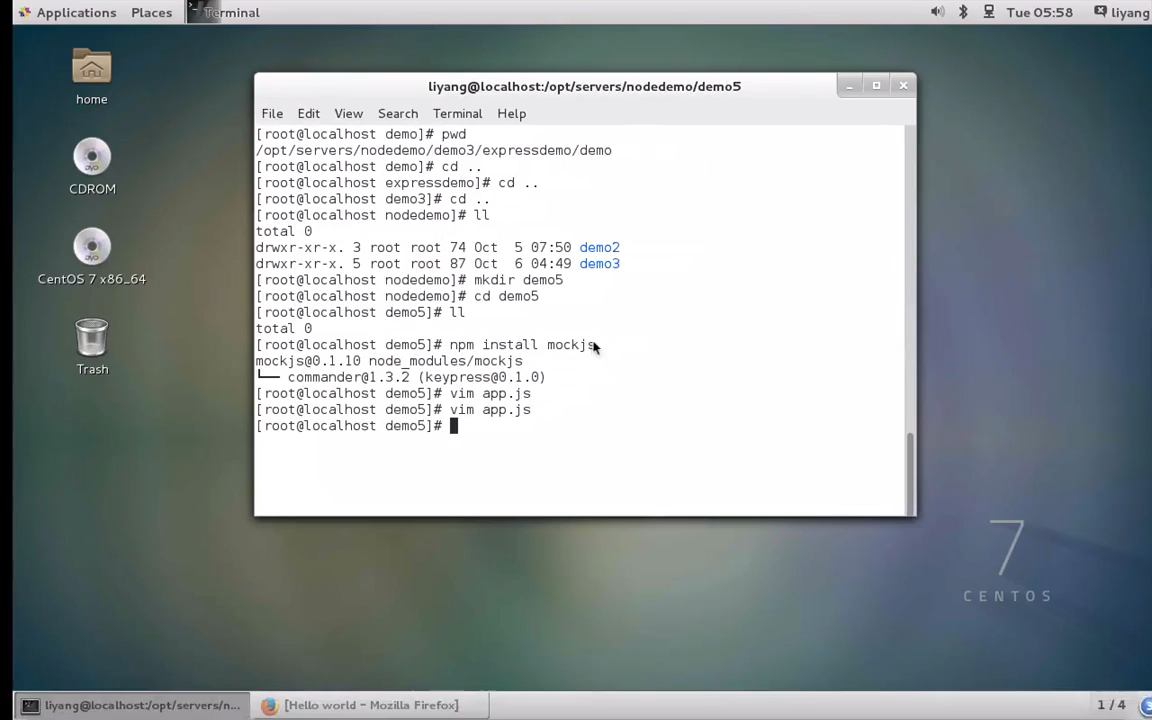 Applications Places Terminal Tue 05:58 liyang
home
CDROM
CentOS 7 x86_64
Trash
liyang@localhost:/opt/servers/nodedemo/demo5
File Edit View Search Terminal Help
[root@localhost demo]# pwd
/opt/servers/nodedemo/demo3/expressdemo/demo
[root@localhost demo]# cd ..
[root@localhost expressdemo]# cd ..
[root@localhost demo3]# cd ..
[root@localhost nodedemo]# ll
total 0
drwxr-xr-x. 3 root root 74 Oct  5 07:50 demo2
drwxr-xr-x. 5 root root 87 Oct  6 04:49 demo3
[root@localhost nodedemo]# mkdir demo5
[root@localhost nodedemo]# cd demo5
[root@localhost demo5]# ll
total 0
[root@localhost demo5]# npm install mockjs
mockjs@0.1.10 node_modules/mockjs
└── commander@1.3.2 (keypress@0.1.0)
[root@localhost demo5]# vim app.js
[root@localhost demo5]# vim app.js
[root@localhost demo5]#
7
CENTOS
liyang@localhost:/opt/servers/n... [Hello world - Mozilla Firefox] 1 / 4